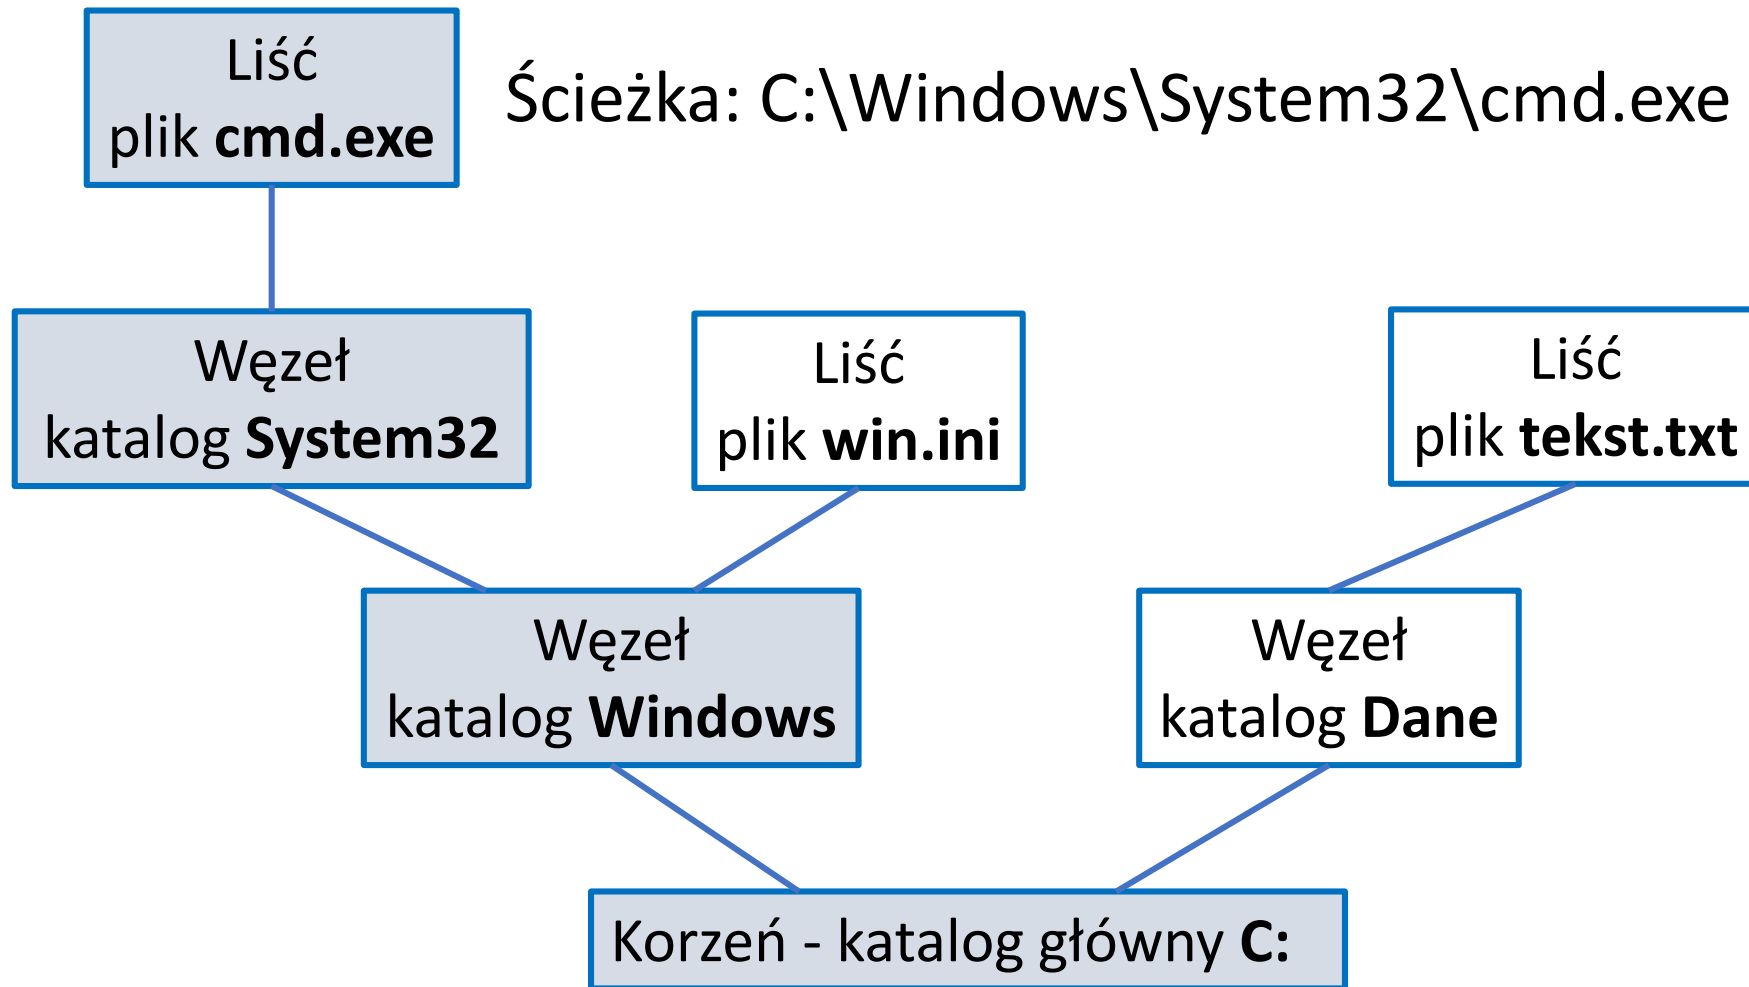 Liść
plik cmd.exe
Ścieżka: C:\Windows\System32\cmd.exe
Węzeł
katalog System32
Liść
plik win.ini
Liść
plik tekst.txt
Węzeł
katalog Windows
Węzeł
katalog Dane
Korzeń - katalog główny C: